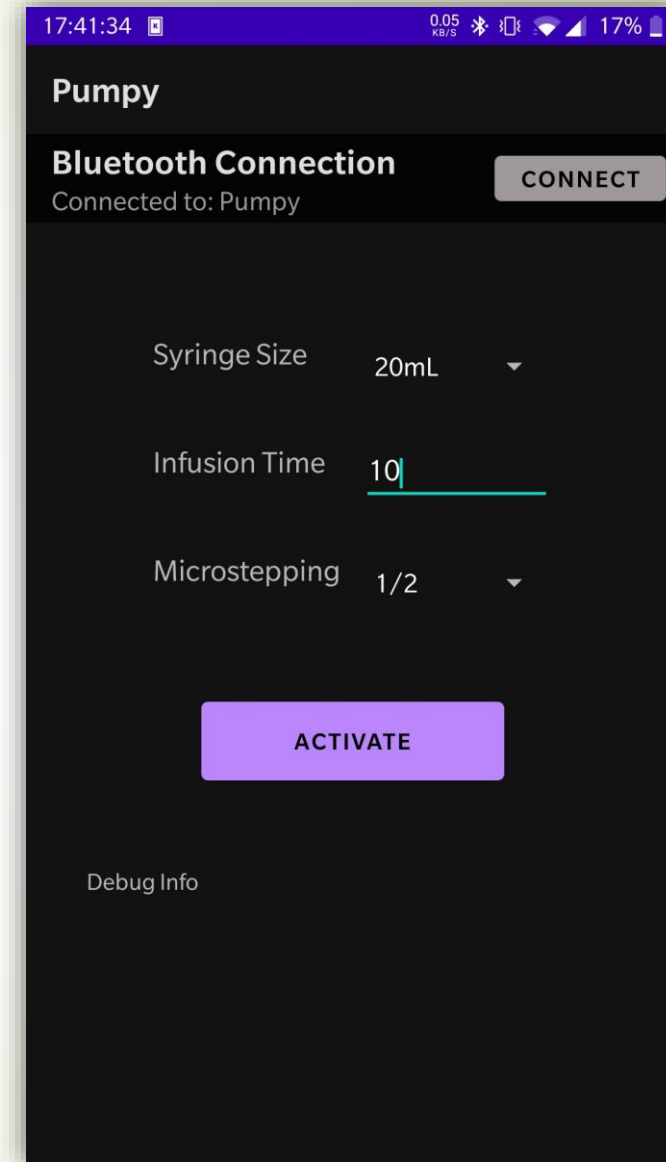 17:41:34 K 0.05 KB/S 17%
Pumpy
Bluetooth Connection
CONNECT
Connected to: Pumpy
Syringe Size 20mL
Infusion Time 10
Microstepping 1/2
ACTIVATE
Debug Info